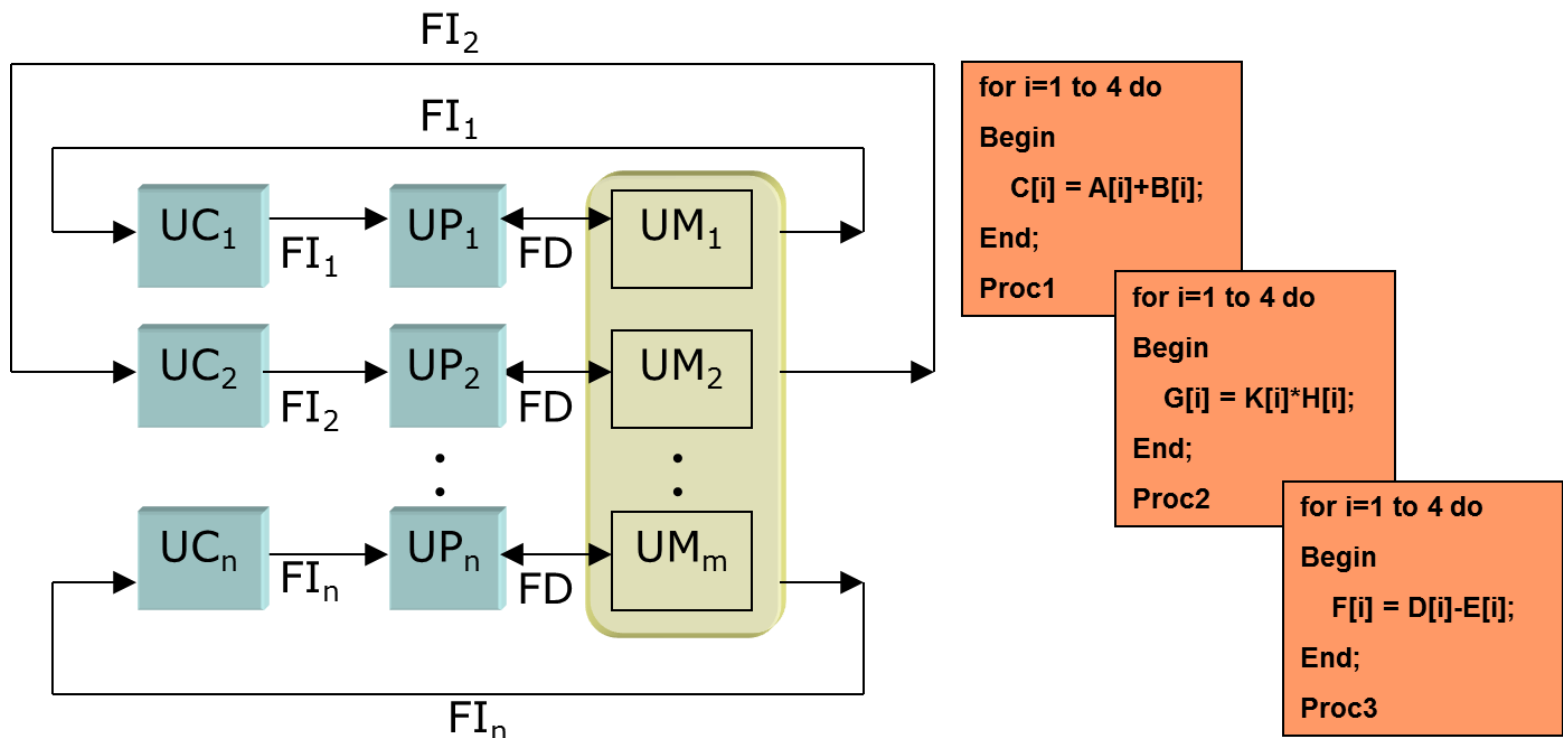 FI₂
FI₁
UC₁ FI₁ UP₁ FD UM₁
UC₂ FI₂ UP₂ FD UM₂
UCₙ FIₙ UPₙ FD UMₘ
FIₙ
for i=1 to 4 do
Begin
C[i] = A[i]+B[i];
End;
Proc1
for i=1 to 4 do
Begin
G[i] = K[i]*H[i];
End;
Proc2
for i=1 to 4 do
Begin
F[i] = D[i]-E[i];
End;
Proc3